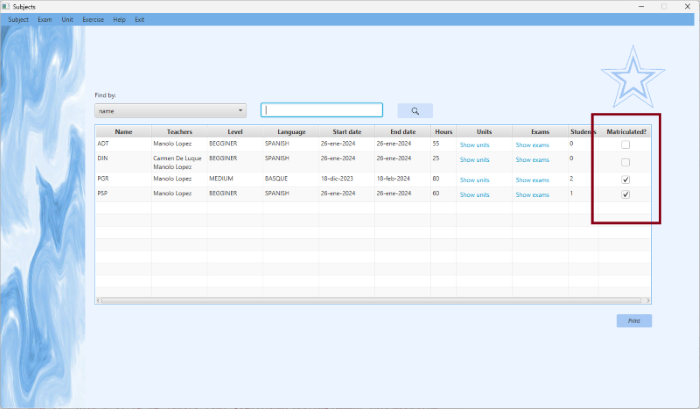 Subjects
Subject Exam Unit Exercise Help Exit
Find by:
name
Name Teachers Level Language Start date End date Hours Units Exams Students Matriculated?
ADT Manolo Lopez BEGGINER SPANISH 26-ene-2024 26-ene-2024 55 Show units Show exams 0
DIN Carmen De Luque BEGGINER SPANISH 26-ene-2024 26-ene-2024 25 Show units Show exams 0
Manolo Lopez
PGR Manolo Lopez MEDIUM BASQUE 18-dic-2023 18-feb-2024 80 Show units Show exams 2
PSP Manolo Lopez BEGGINER SPANISH 26-ene-2024 26-ene-2024 60 Show units Show exams 1
Print